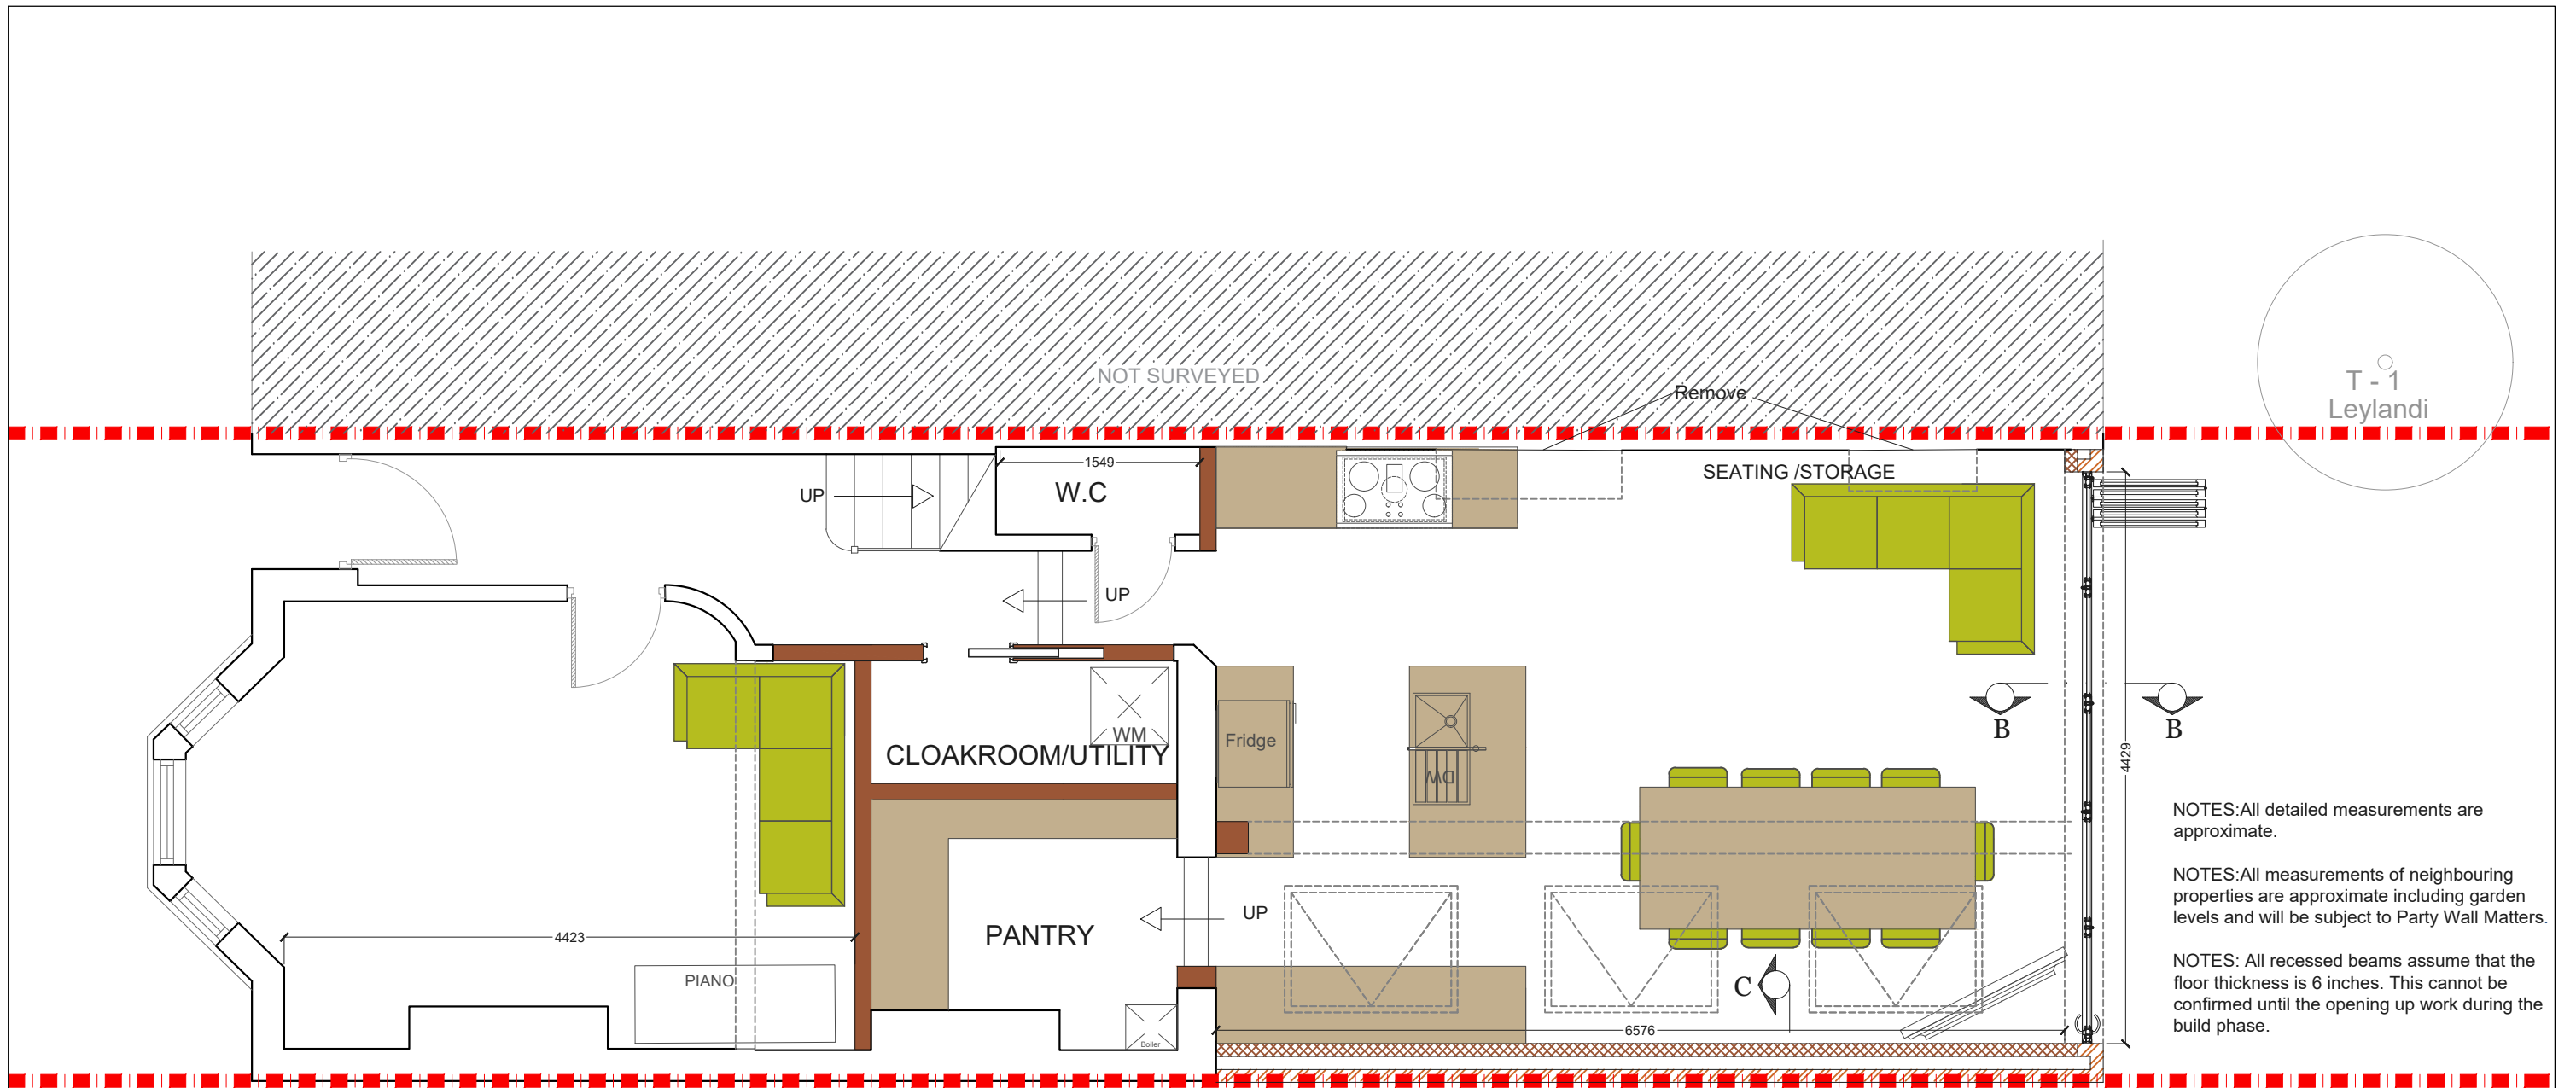 NOT SURVEYED
T - 1
Leylandi
Remove
1549
W.C
SEATING /STORAGE
UP
UP
WM
CLOAKROOM/UTILITY
Fridge
DW
B
B
4429
NOTES:All detailed measurements are
approximate.
NOTES:All measurements of neighbouring
properties are approximate including garden
levels and will be subject to Party Wall Matters.
NOTES: All recessed beams assume that the
floor thickness is 6 inches. This cannot be
confirmed until the opening up work during the
build phase.
UP
PANTRY
4423
PIANO
C
6576
Boiler